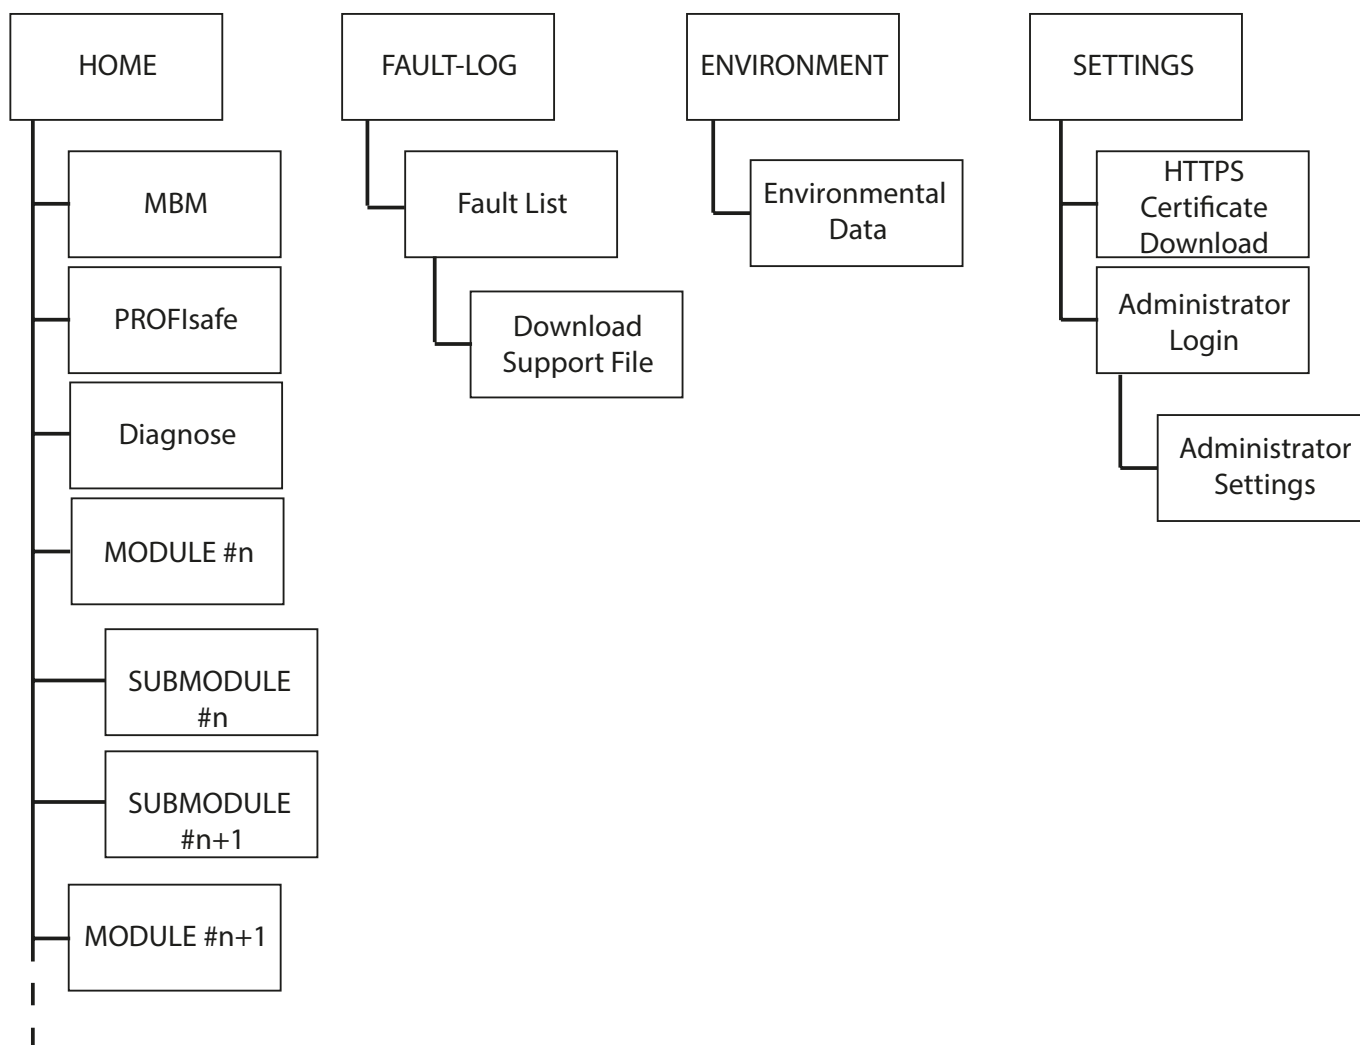 HOME
MBM
PROFIsafe
Diagnose
MODULE #n
SUBMODULE
#n
SUBMODULE
#n+1
MODULE #n+1
FAULT-LOG
Fault List
Download
Support File
ENVIRONMENT
Environmental
Data
SETTINGS
HTTPS
Certificate
Download
Administrator
Login
Administrator
Settings